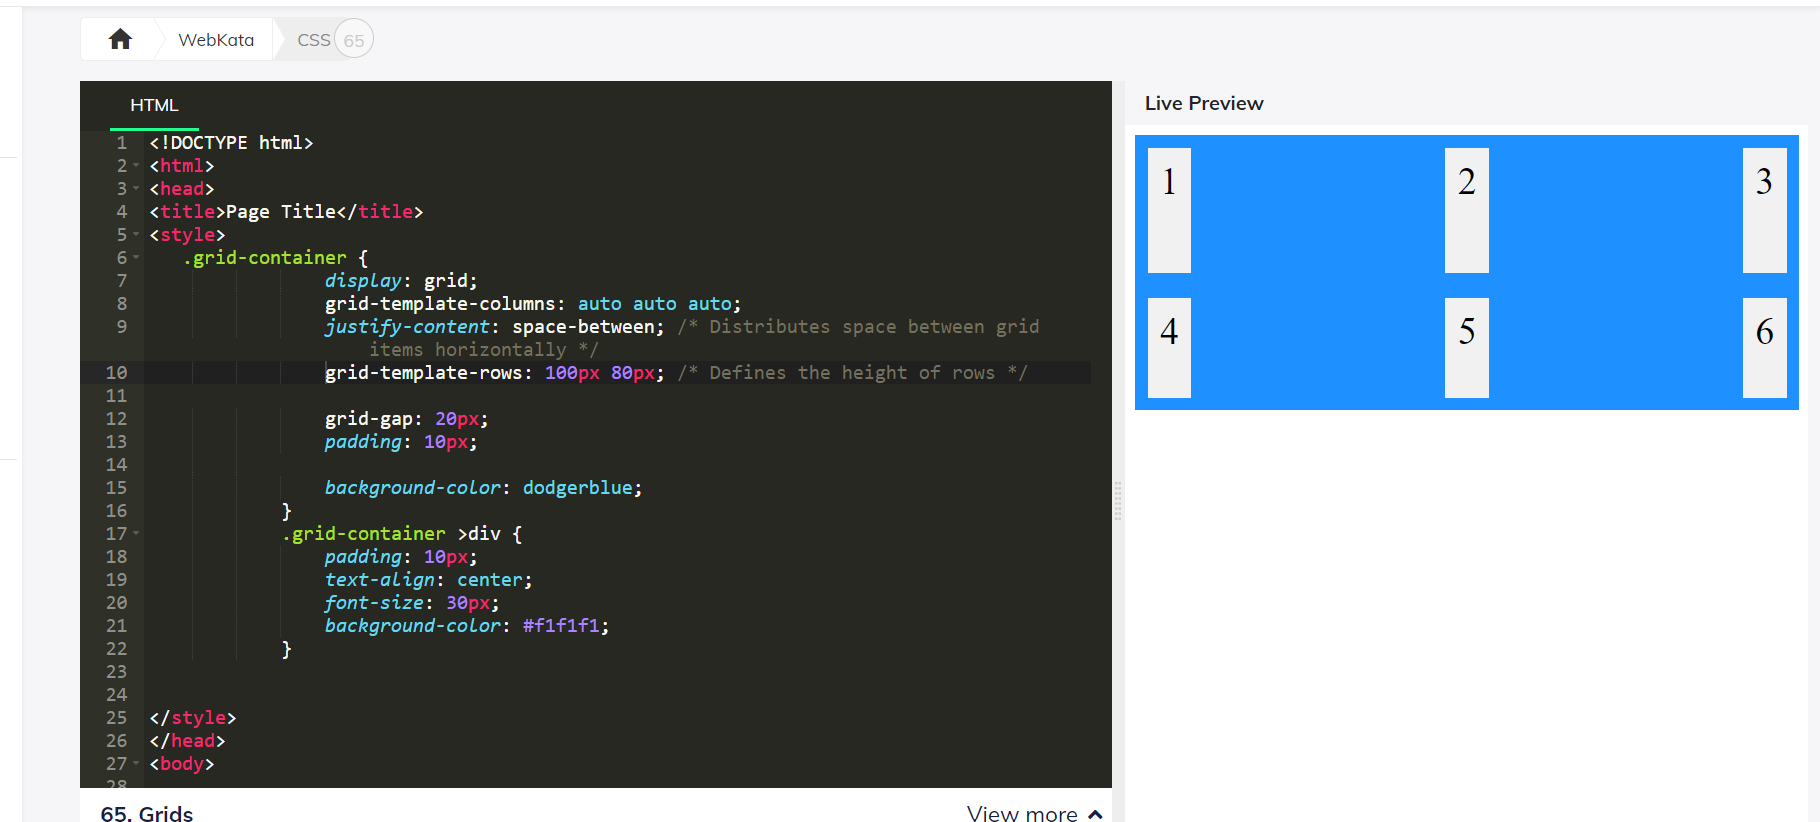 WebKata
CSS 65
HTML
Live Preview
1 <!DOCTYPE html>
2 <html>
3 <head>
4 <title>Page Title</title>
5 <style>
6 .grid-container {
7 display: grid;
8 grid-template-columns: auto auto auto;
9 justify-content: space-between; /* Distributes space between grid
items horizontally */
10 grid-template-rows: 100px 80px; /* Defines the height of rows */
11
12 grid-gap: 20px;
13 padding: 10px;
14
15 background-color: dodgerblue;
16 }
17 .grid-container >div {
18 padding: 10px;
19 text-align: center;
20 font-size: 30px;
21 background-color: #f1f1f1;
22 }
23
24
25 </style>
26 </head>
27 <body>
28
65. Grids
View more
1 2 3
4 5 6